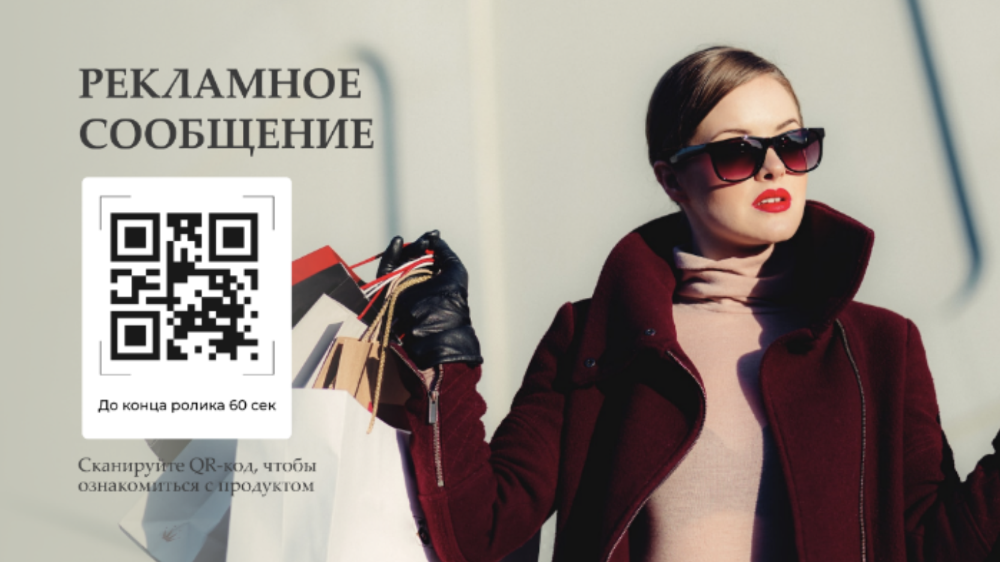 РЕКЛАМНОЕ
СООБЩЕНИЕ
До конца ролика 60 сек
Сканируйте QR-код, чтобы
ознакомиться с продуктом